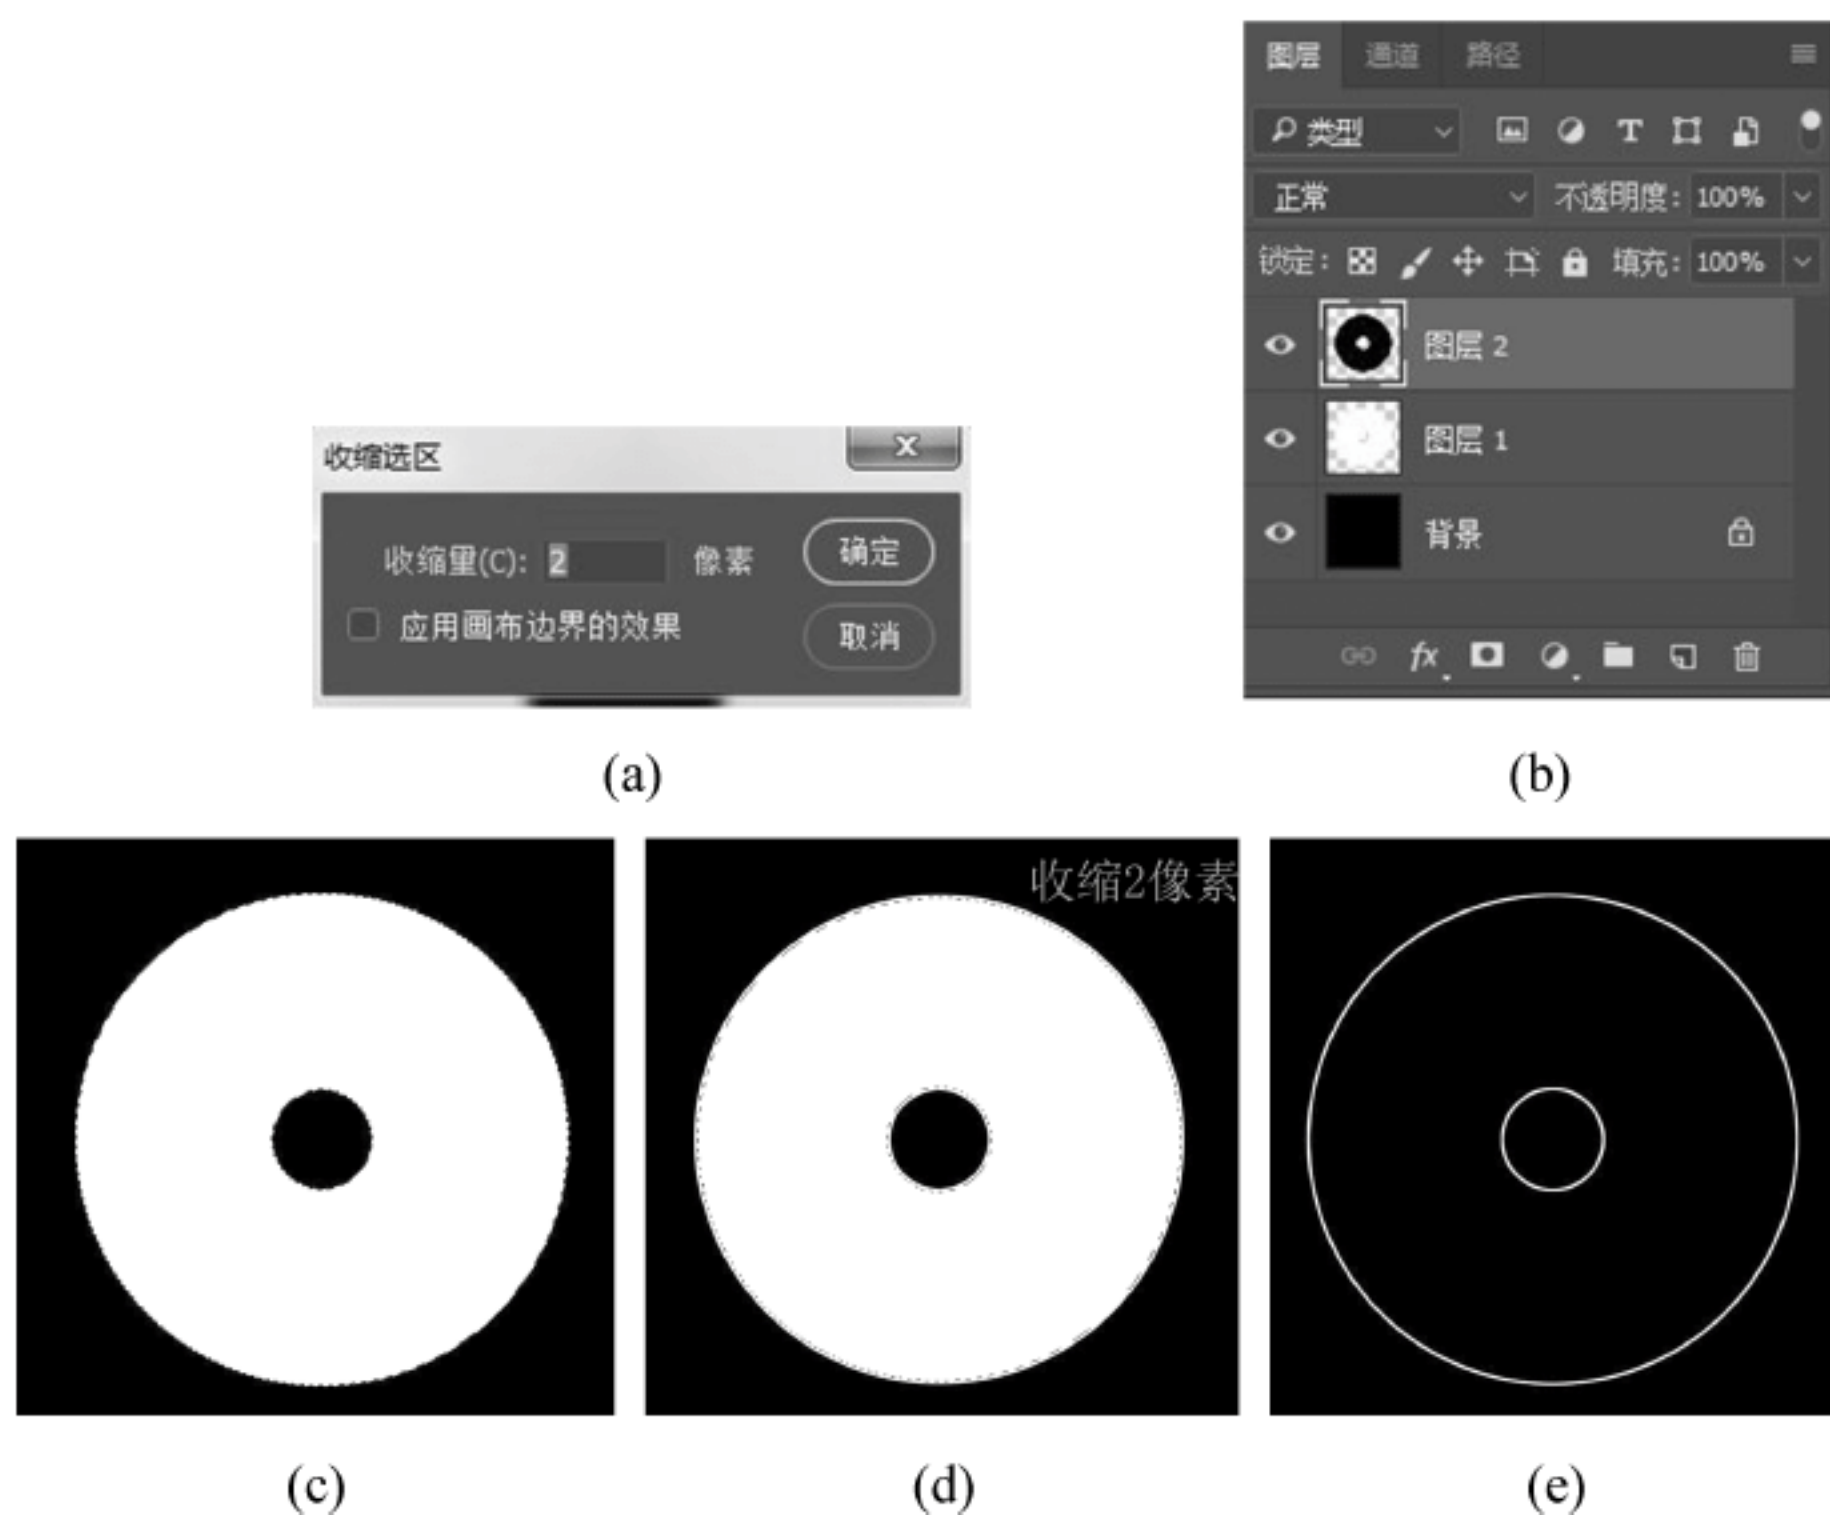 收缩选区
收缩量(C): 2 像素 确定
应用画布边界的效果 取消
(a)
图层 通道 路径
类型
正常 不透明度: 100%
锁定: 填充: 100%
图层 2
图层 1
背景
fx
(b)
收缩2像素
(c) (d) (e)